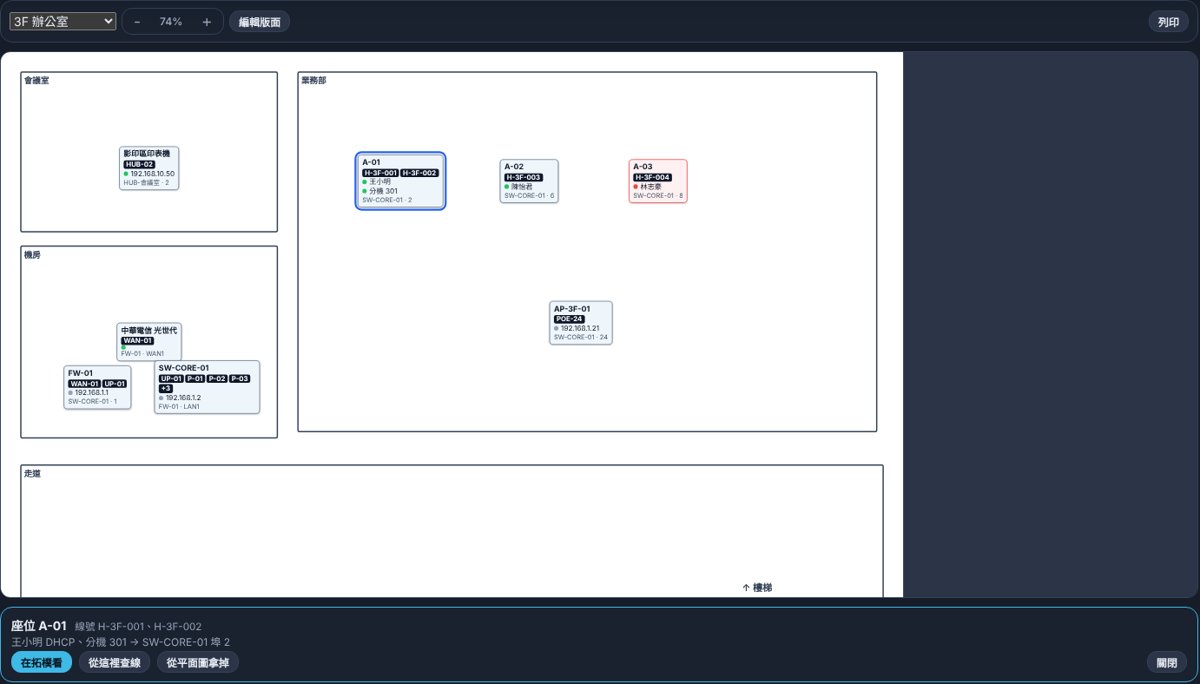 3F 辦公室
－ 74% ＋
編輯版面
列印
會議室
影印區印表機
HUB-02
192.168.10.50
HUB-會議室 · 2
業務部
A-01
H-3F-001 H-3F-002
王小明
分機 301
SW-CORE-01 · 2
A-02
H-3F-003
陳怡君
SW-CORE-01 · 6
A-03
H-3F-004
林志豪
SW-CORE-01 · 8
AP-3F-01
POE-24
192.168.1.21
SW-CORE-01 · 24
機房
中華電信 光世代
WAN-01
FW-01 · WAN1
FW-01
WAN-01 UP-01
192.168.1.1
SW-CORE-01 · 1
SW-CORE-01
UP-01 P-01 P-02 P-03
+3
192.168.1.2
FW-01 · LAN1
走道
↑ 樓梯
座位 A-01 線號 H-3F-001、H-3F-002
王小明 DHCP、分機 301 → SW-CORE-01 埠 2
在拓樸看
從這裡查線
從平面圖拿掉
關閉